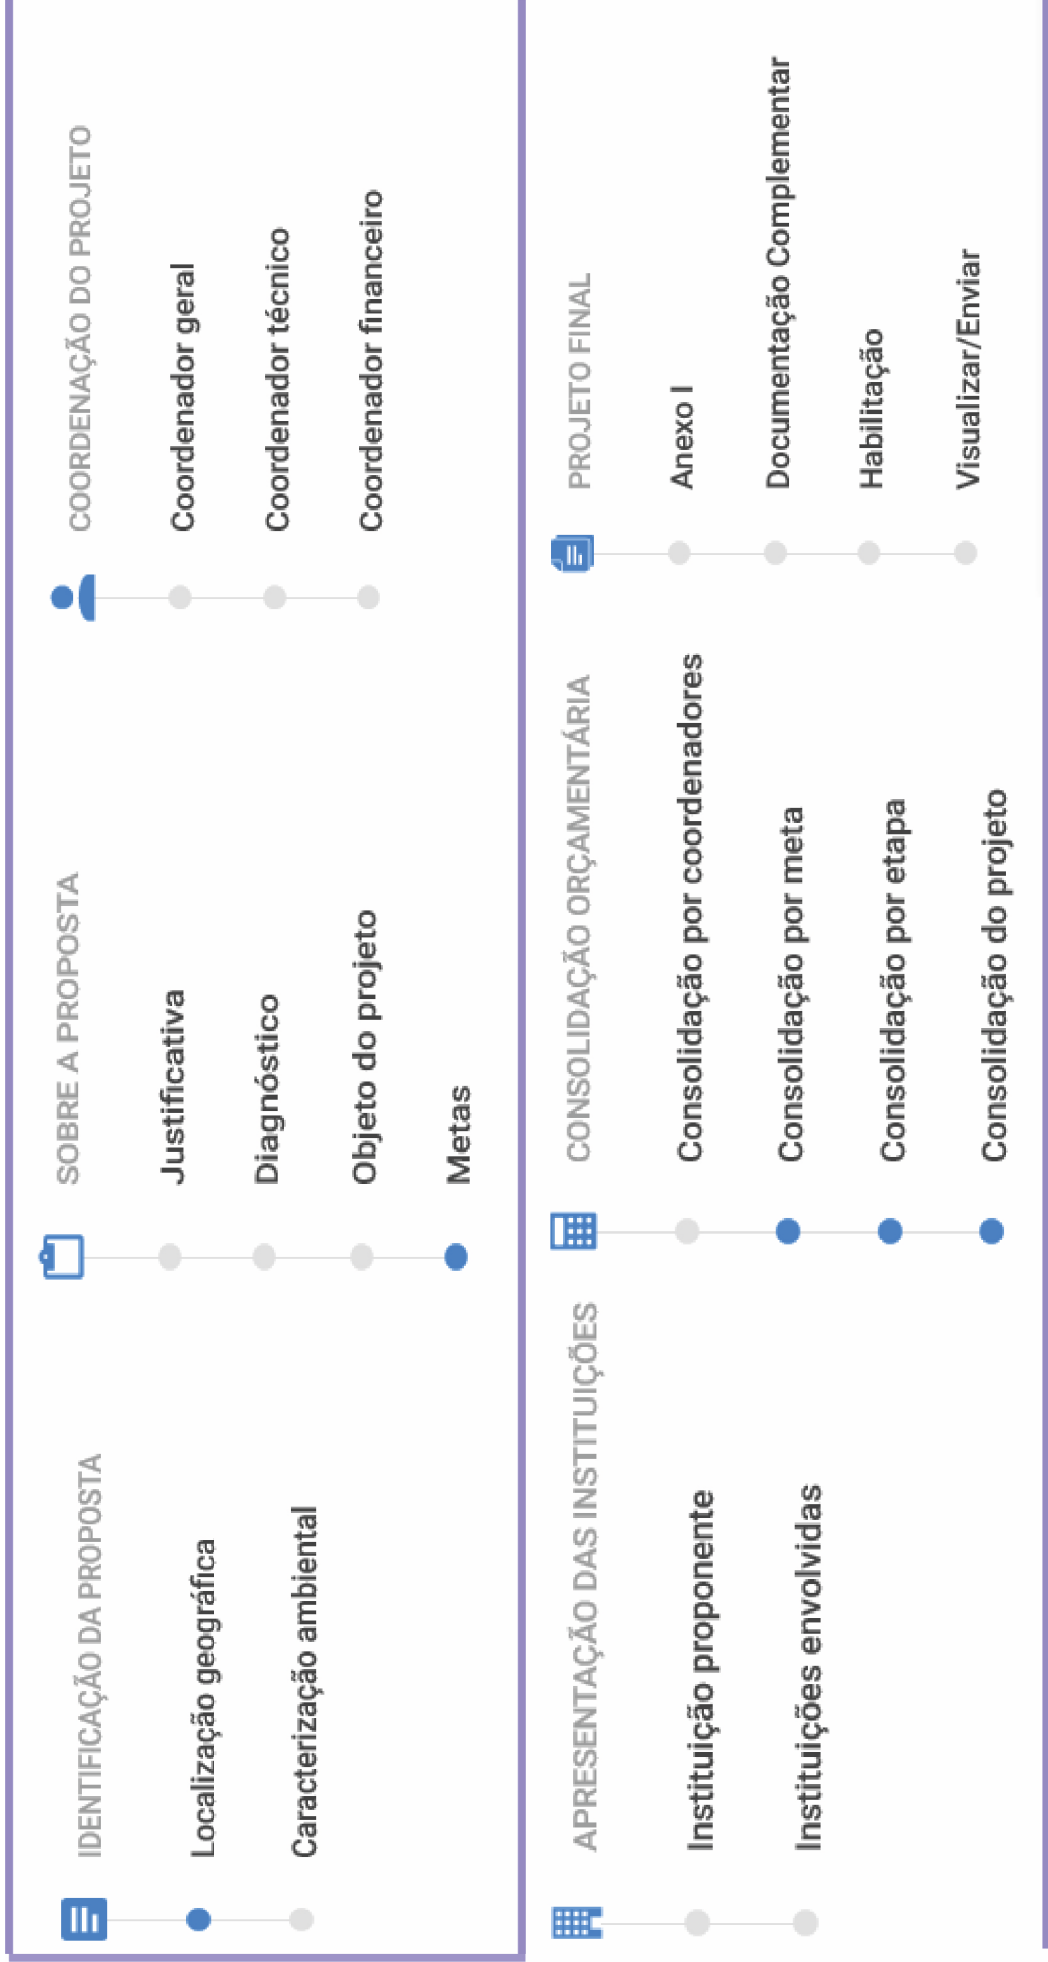 IDENTIFICAÇÃO DA PROPOSTA
Localização geográfica
Caracterização ambiental
SOBRE A PROPOSTA
Justificativa
Diagnóstico
Objeto do projeto
Metas
COORDENAÇÃO DO PROJETO
Coordenador geral
Coordenador técnico
Coordenador financeiro
APRESENTAÇÃO DAS INSTITUIÇÕES
Instituição proponente
Instituições envolvidas
CONSOLIDAÇÃO ORÇAMENTÁRIA
Consolidação por coordenadores
Consolidação por meta
Consolidação por etapa
Consolidação do projeto
PROJETO FINAL
Anexo I
Documentação Complementar
Habilitação
Visualizar/Enviar